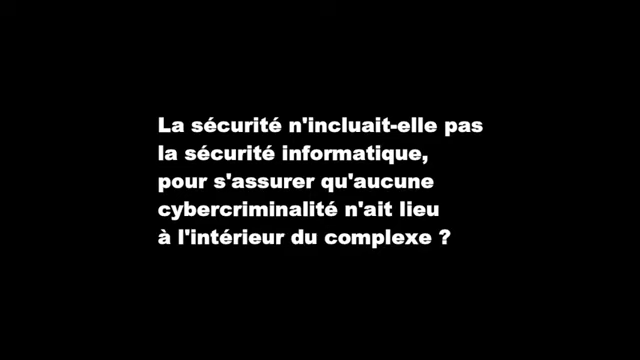 La sécurité n'incluait-elle pas
la sécurité informatique,
pour s'assurer qu'aucune
cybercriminalité n'ait lieu
à l'intérieur du complexe ?